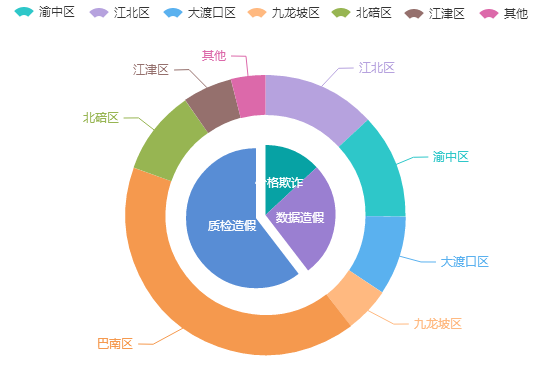 渝中区 江北区 大渡口区 九龙坡区 北碚区 江津区 其他
其他
江北区
江津区
北碚区
渝中区
格欺诈
数据造假
质检造假
大渡口区
九龙坡区
巴南区